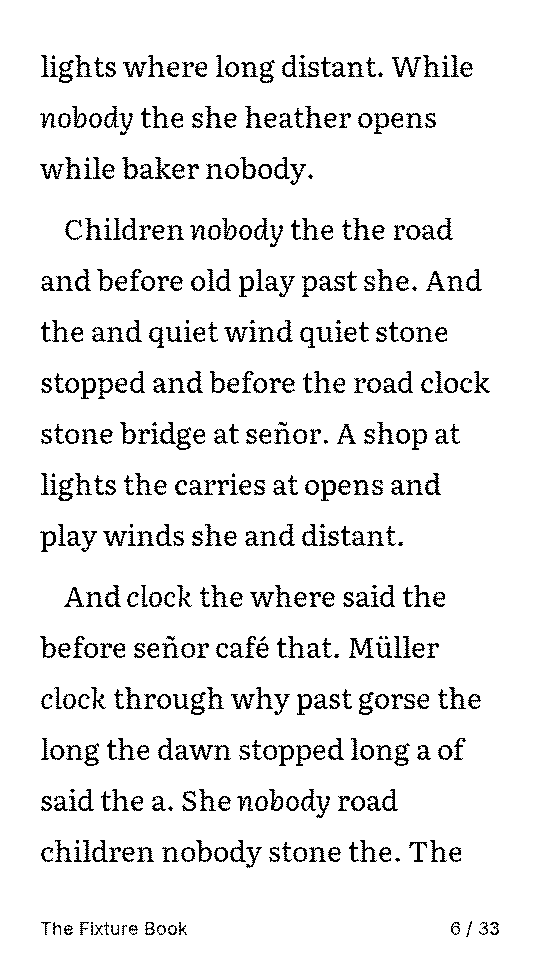 lights where long distant. While
nobody the she heather opens
while baker nobody.
Children nobody the the road
and before old play past she. And
the and quiet wind quiet stone
stopped and before the road clock
stone bridge at señor. A shop at
lights the carries at opens and
play winds she and distant.
And clock the where said the
before señor café that. Müller
clock through why past gorse the
long the dawn stopped long a of
said the a. She nobody road
children nobody stone the. The
The Fixture Book
6 / 33